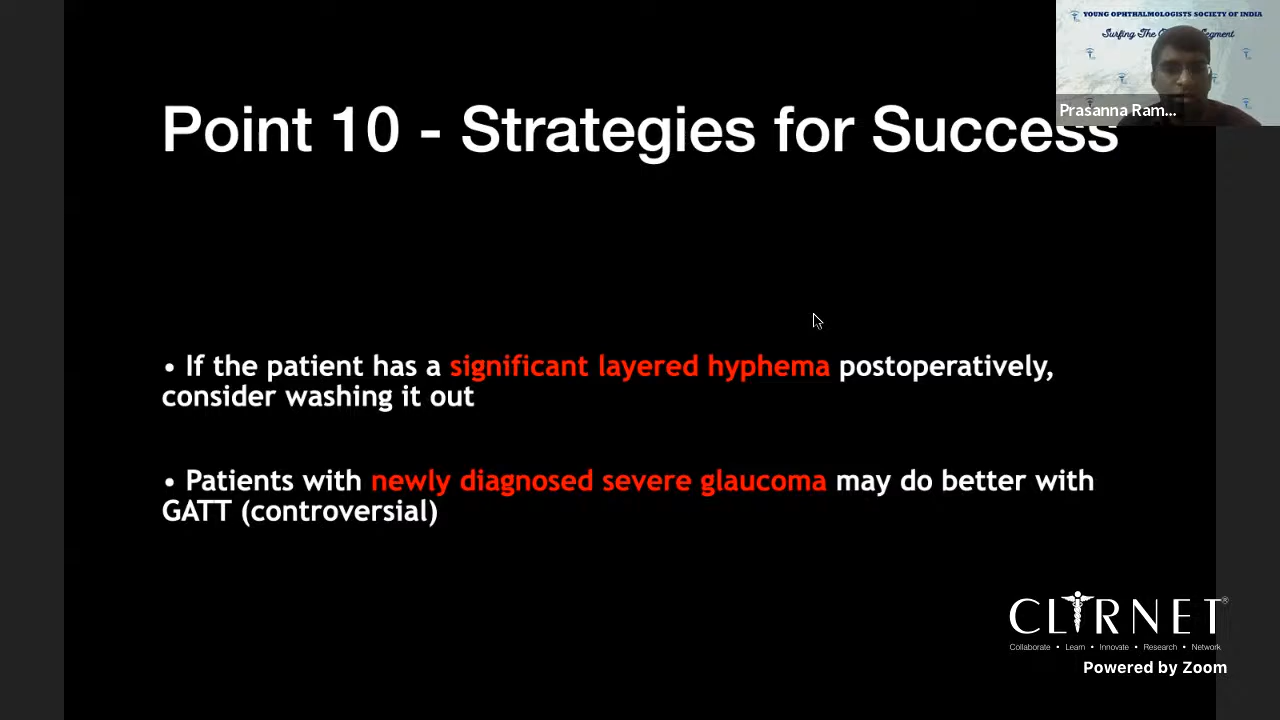 YOUNG OPHTHALMOLOGISTS SOCIETY OF INDIA
Surfing The
Prasanna Ram...
Point 10 - Strategies for Success
• If the patient has a significant layered hyphema postoperatively,
consider washing it out
• Patients with newly diagnosed severe glaucoma may do better with
GATT (controversial)
CLIRNET®
Collaborate • Learn • Innovate • Research • Network
Powered by Zoom